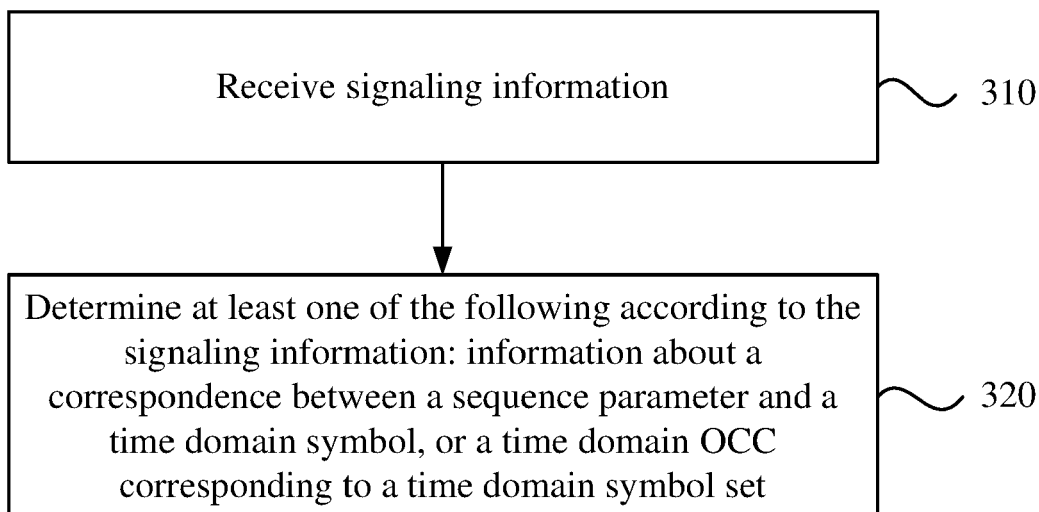 Receive signaling information
310
Determine at least one of the following according to the
signaling information: information about a
correspondence between a sequence parameter and a
time domain symbol, or a time domain OCC
corresponding to a time domain symbol set
320